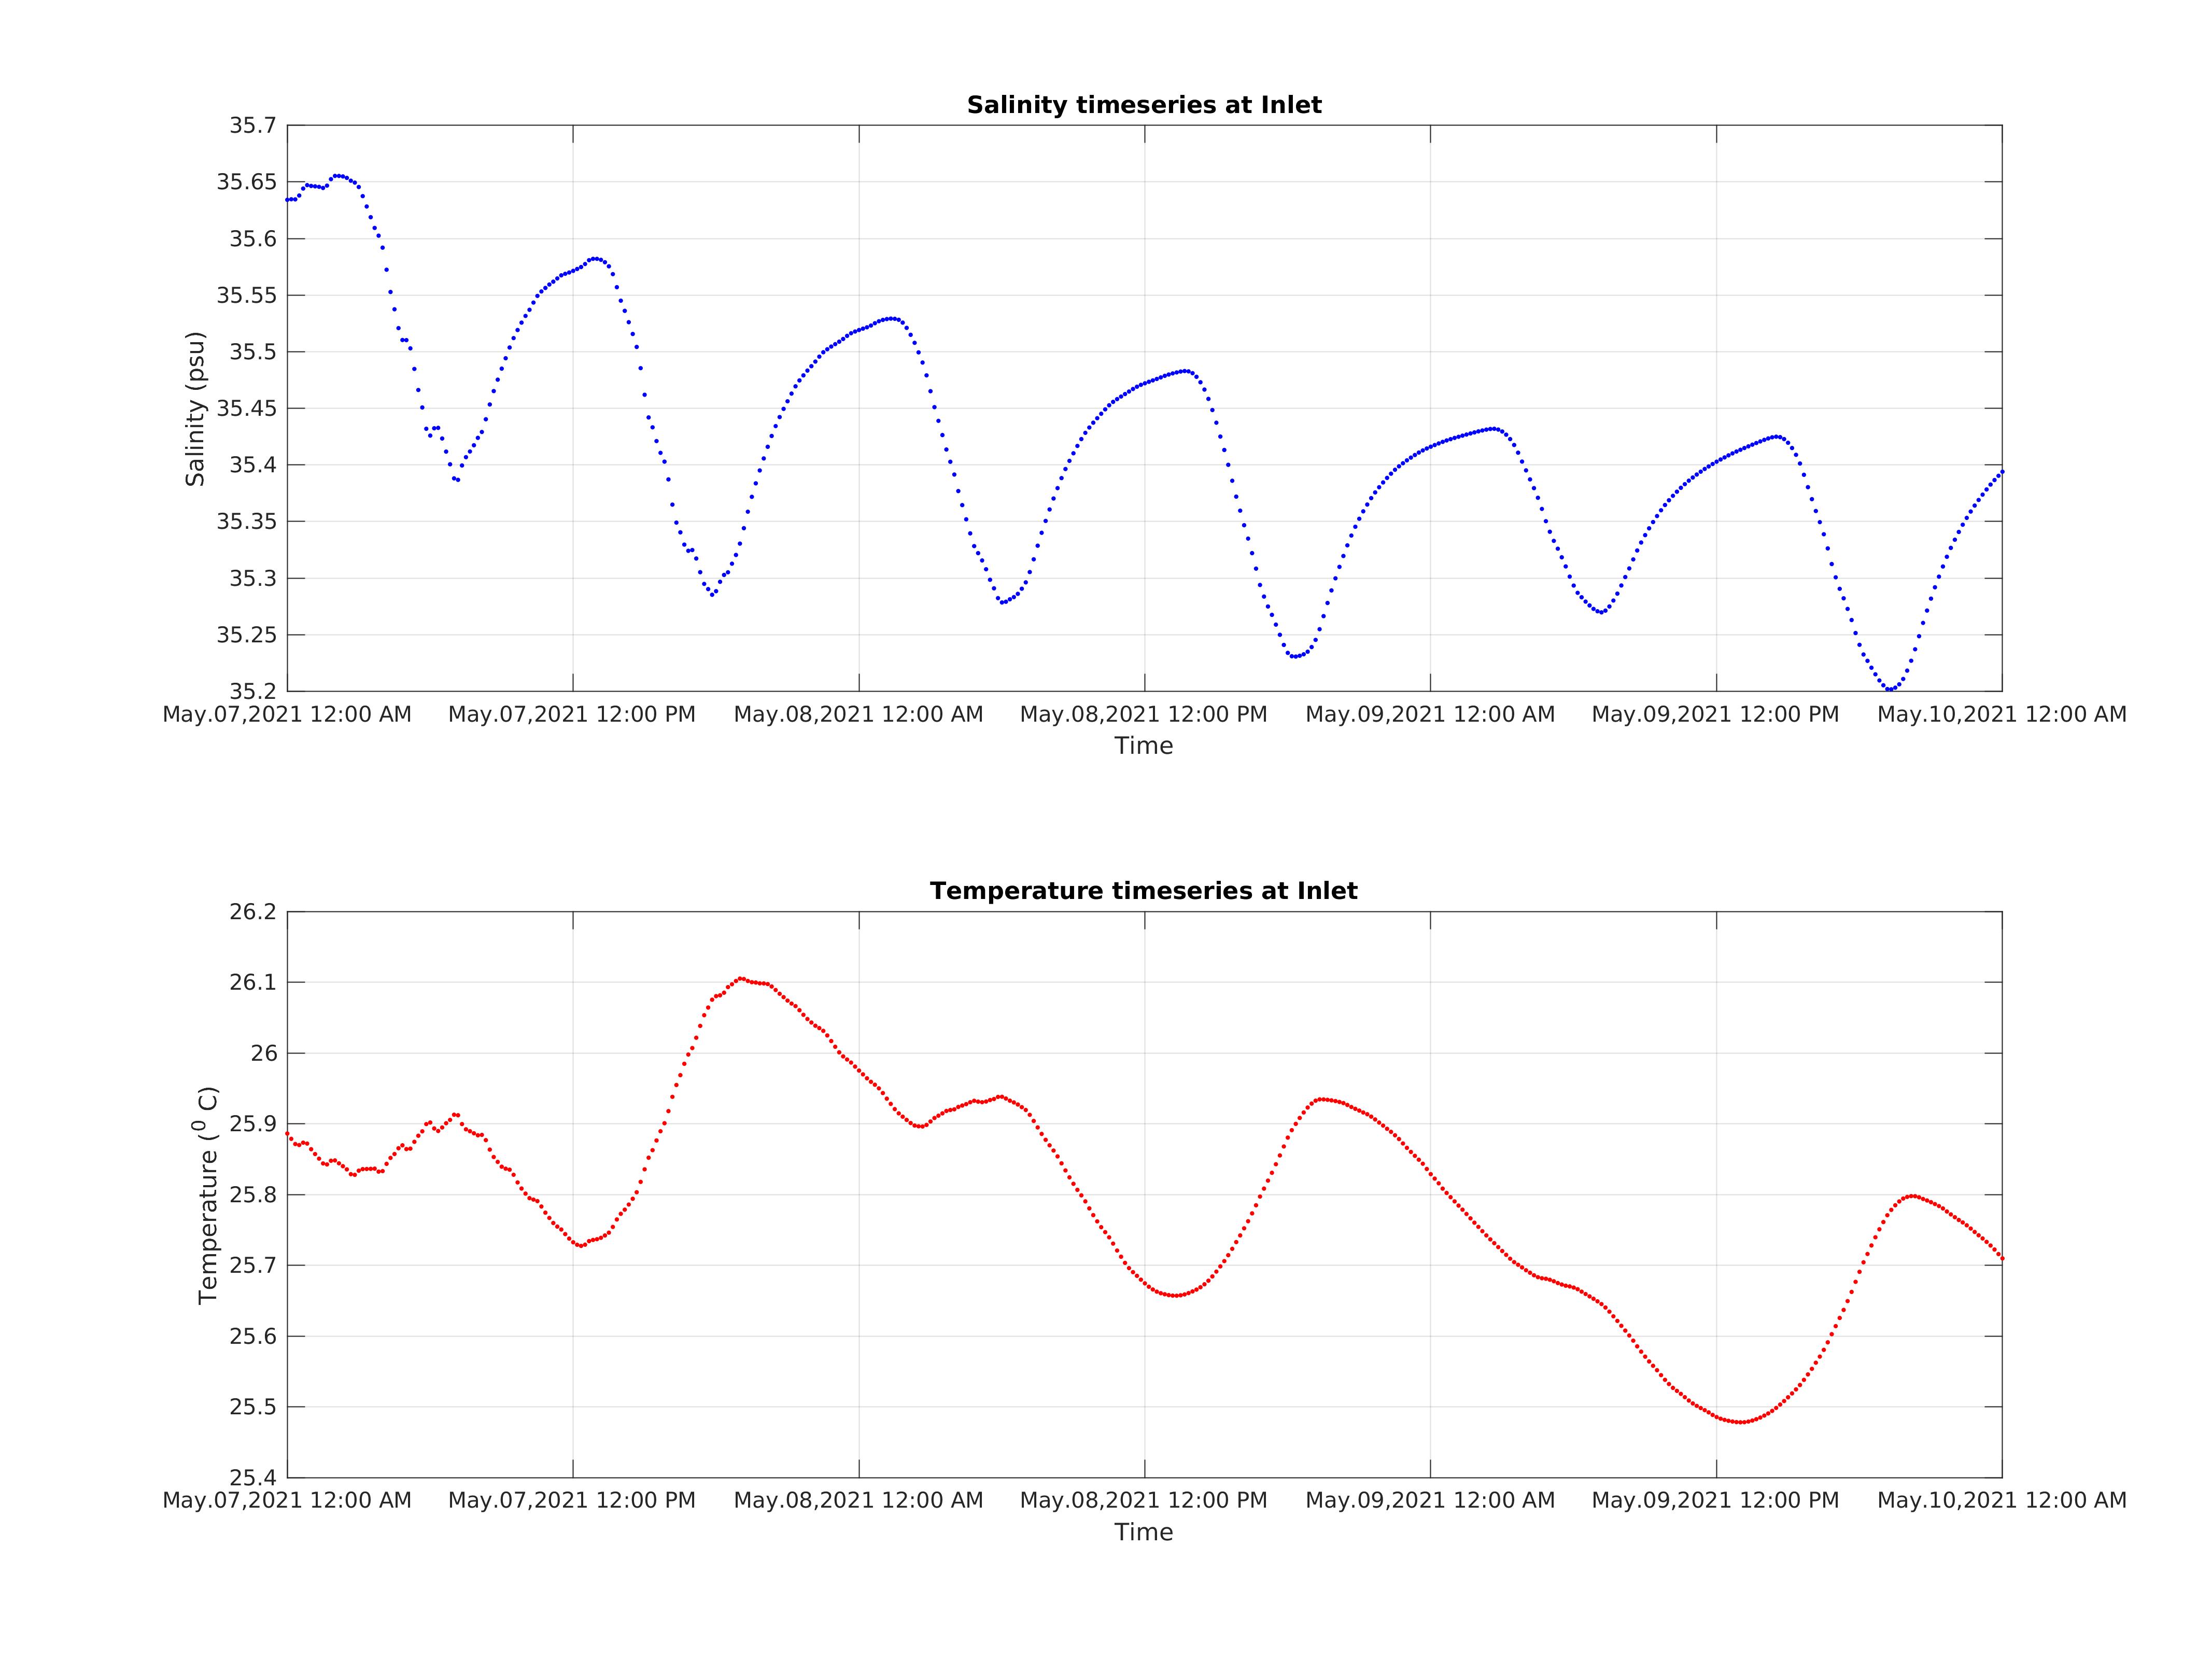 Salinity timeseries at Inlet
35.7
35.65
35.6
35.55
35.5
35.45
35.4
35.35
35.3
35.25
35.2
Salinity (psu)
May.07,2021 12:00 AM May.07,2021 12:00 PM May.08,2021 12:00 AM May.08,2021 12:00 PM May.09,2021 12:00 AM May.09,2021 12:00 PM May.10,2021 12:00 AM
Time
Temperature timeseries at Inlet
26.2
26.1
26
25.9
25.8
25.7
25.6
25.5
25.4
Temperature (⁰ C)
May.07,2021 12:00 AM May.07,2021 12:00 PM May.08,2021 12:00 AM May.08,2021 12:00 PM May.09,2021 12:00 AM May.09,2021 12:00 PM May.10,2021 12:00 AM
Time